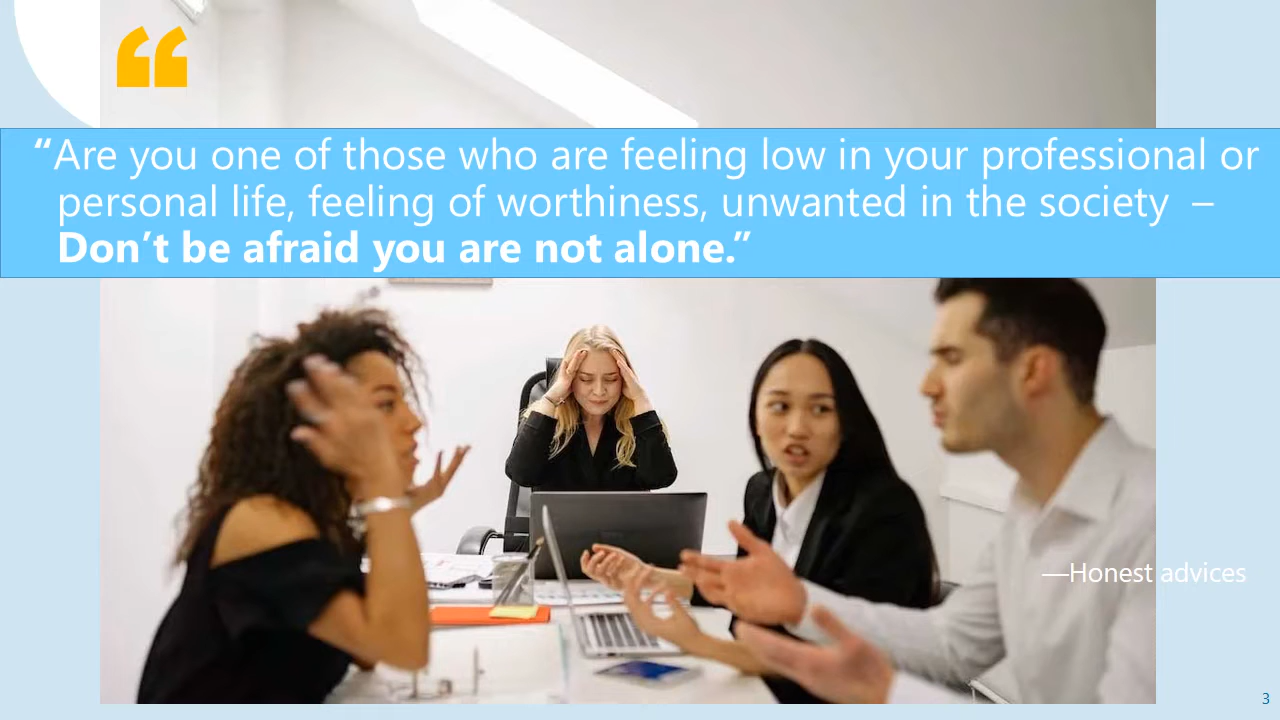 “
“Are you one of those who are feeling low in your professional or
personal life, feeling of worthiness, unwanted in the society –
Don’t be afraid you are not alone.”
—Honest advices
3